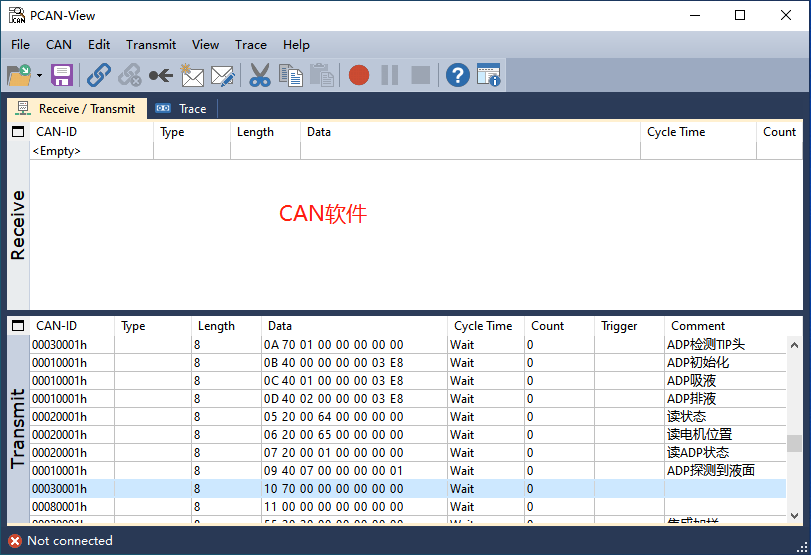 PCAN-View
File CAN Edit Transmit View Trace Help
Receive / Transmit Trace
CAN-ID Type Length Data Cycle Time Count
<Empty>
Receive
CAN软件
CAN-ID Type Length Data Cycle Time Count Trigger Comment
Transmit
00030001h 8 0A 70 01 00 00 00 00 00 Wait 0 ADP检测TIP头
00010001h 8 0B 40 00 00 00 00 03 E8 Wait 0 ADP初始化
00010001h 8 0C 40 01 00 00 00 03 E8 Wait 0 ADP吸液
00010001h 8 0D 40 02 00 00 00 03 E8 Wait 0 ADP排液
00020001h 8 05 20 00 64 00 00 00 00 Wait 0 读状态
00020001h 8 06 20 00 65 00 00 00 00 Wait 0 读电机位置
00020001h 8 07 20 00 01 00 00 00 00 Wait 0 读ADP状态
00010001h 8 09 40 07 00 00 00 00 01 Wait 0 ADP探测到液面
00030001h 8 10 70 00 00 00 00 00 00 Wait 0
00080001h 8 11 00 00 00 00 00 00 00 Wait 0
Not connected